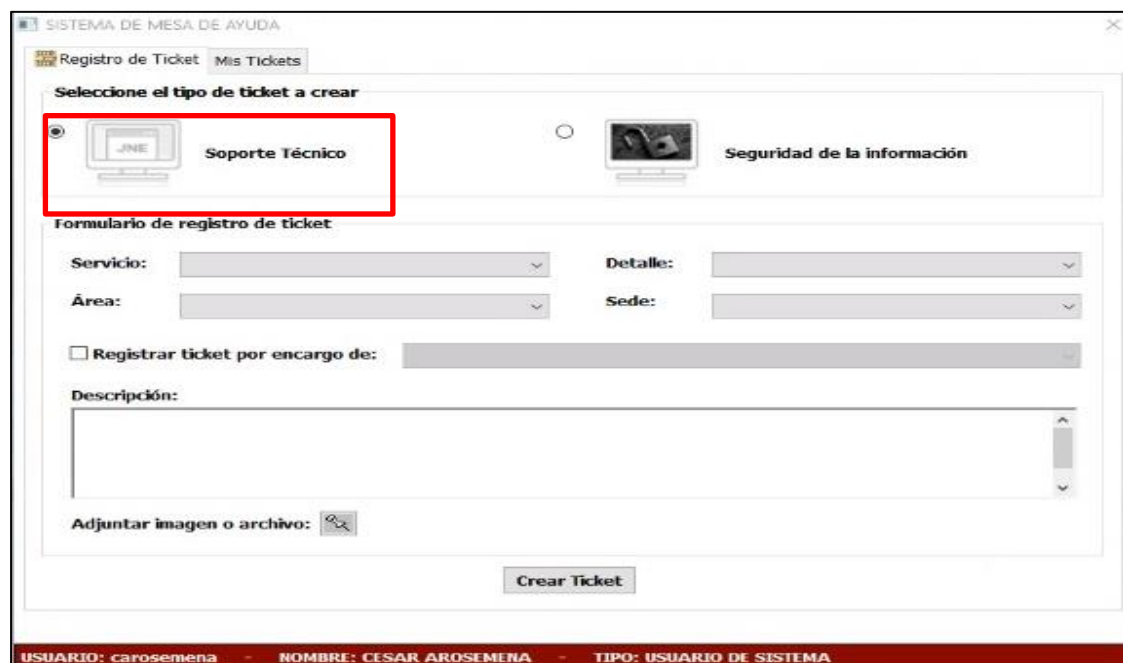 SISTEMA DE MESA DE AYUDA
Registro de Ticket Mis Tickets
Seleccione el tipo de ticket a crear
JNE Soporte Técnico Seguridad de la información
Formulario de registro de ticket
Servicio: Detalle:
Área: Sede:
Registrar ticket por encargo de:
Descripción:
Adjuntar imagen o archivo:
Crear Ticket
USUARIO: carosemena - NOMBRE: CESAR AROSEMENA - TIPO: USUARIO DE SISTEMA